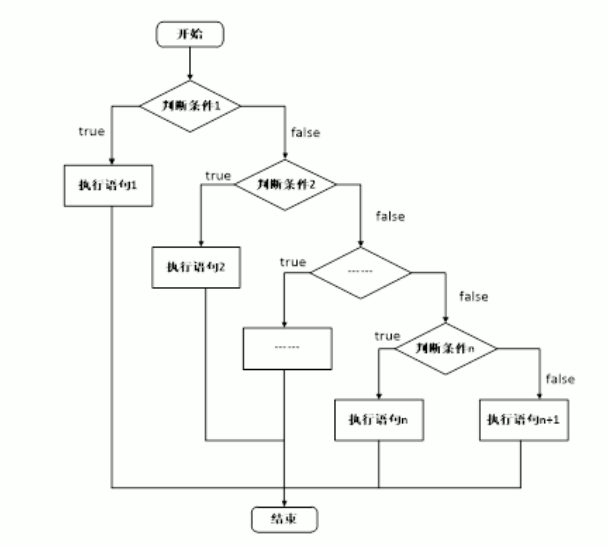 开始
判断条件1
true
false
执行语句1
判断条件2
true
false
执行语句2
……
true
false
……
判断条件n
true
false
执行语句n
执行语句n+1
结束